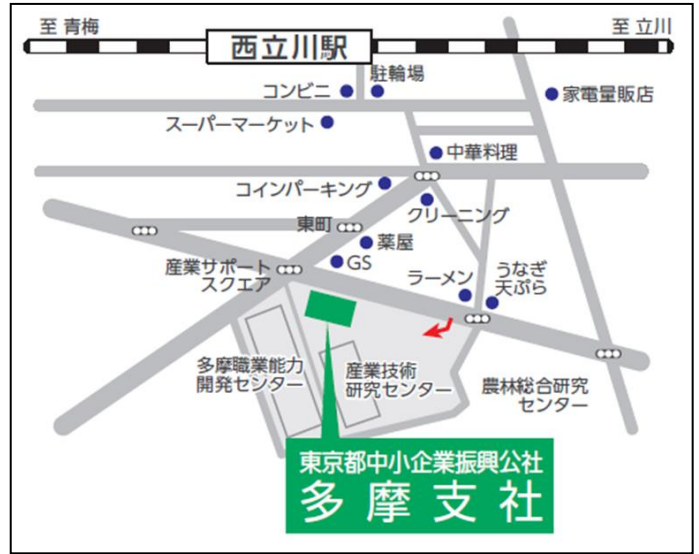 至 青梅
至 立川
西立川駅
駐輪場
コンビニ
家電量販店
スーパーマーケット
中華料理
コインパーキング
クリーニング
東町
薬屋
GS
産業サポート
スクエア
ラーメン
うなぎ
天ぷら
多摩職業能力
開発センター
産業技術
研究センター
農林総合研究
センター
東京都中小企業振興公社
多摩支社